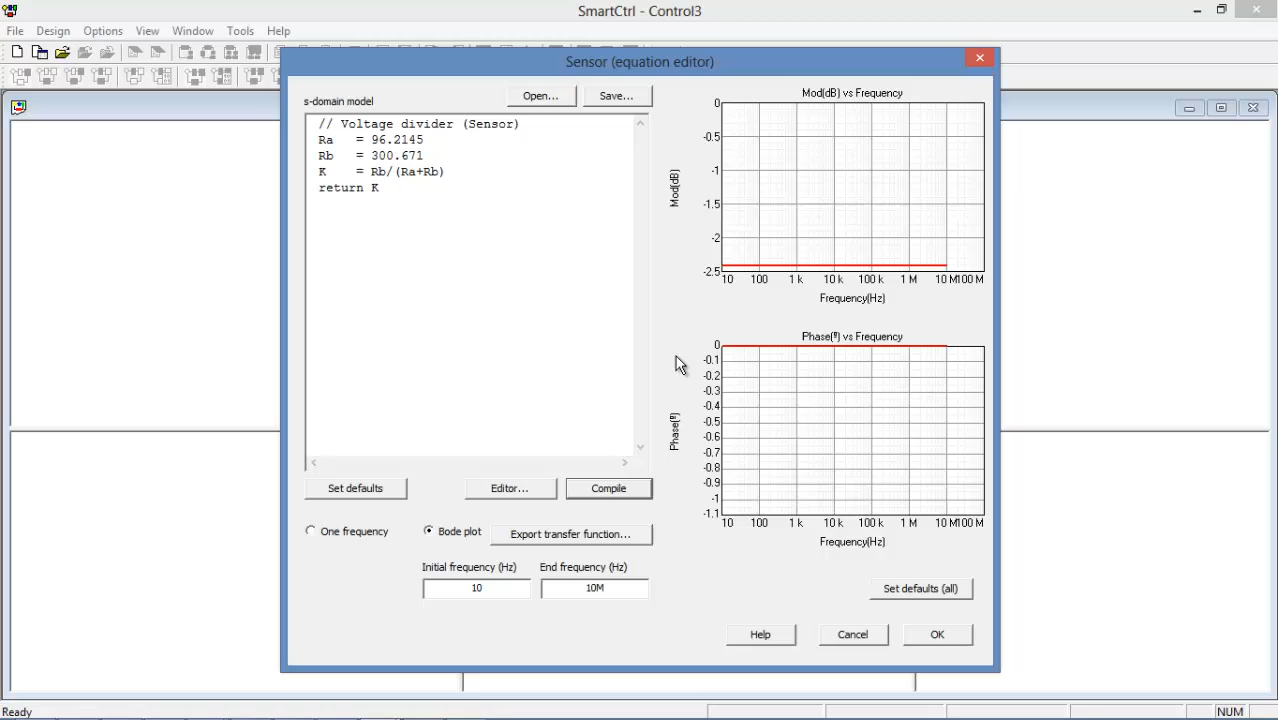 SmartCtrl - Control3
File Design Options View Window Tools Help
Sensor (equation editor)
s-domain model
Open...
Save...
// Voltage divider (Sensor)
Ra = 96.2145
Rb = 300.671
K = Rb/(Ra+Rb)
return K
Set defaults
Editor...
Compile
One frequency
Bode plot
Export transfer function...
Initial frequency (Hz)
End frequency (Hz)
10
10M
Mod(dB) vs Frequency
Mod(dB)
0
-0.5
-1
-1.5
-2
-2.5
10 100 1 k 10 k 100 k 1 M 10 M 100 M
Frequency(Hz)
Phase(º) vs Frequency
Phase(º)
0
-0.1
-0.2
-0.3
-0.4
-0.5
-0.6
-0.7
-0.8
-0.9
-1
-1.1
10 100 1 k 10 k 100 k 1 M 10 M 100 M
Frequency(Hz)
Set defaults (all)
Help
Cancel
OK
Ready
NUM